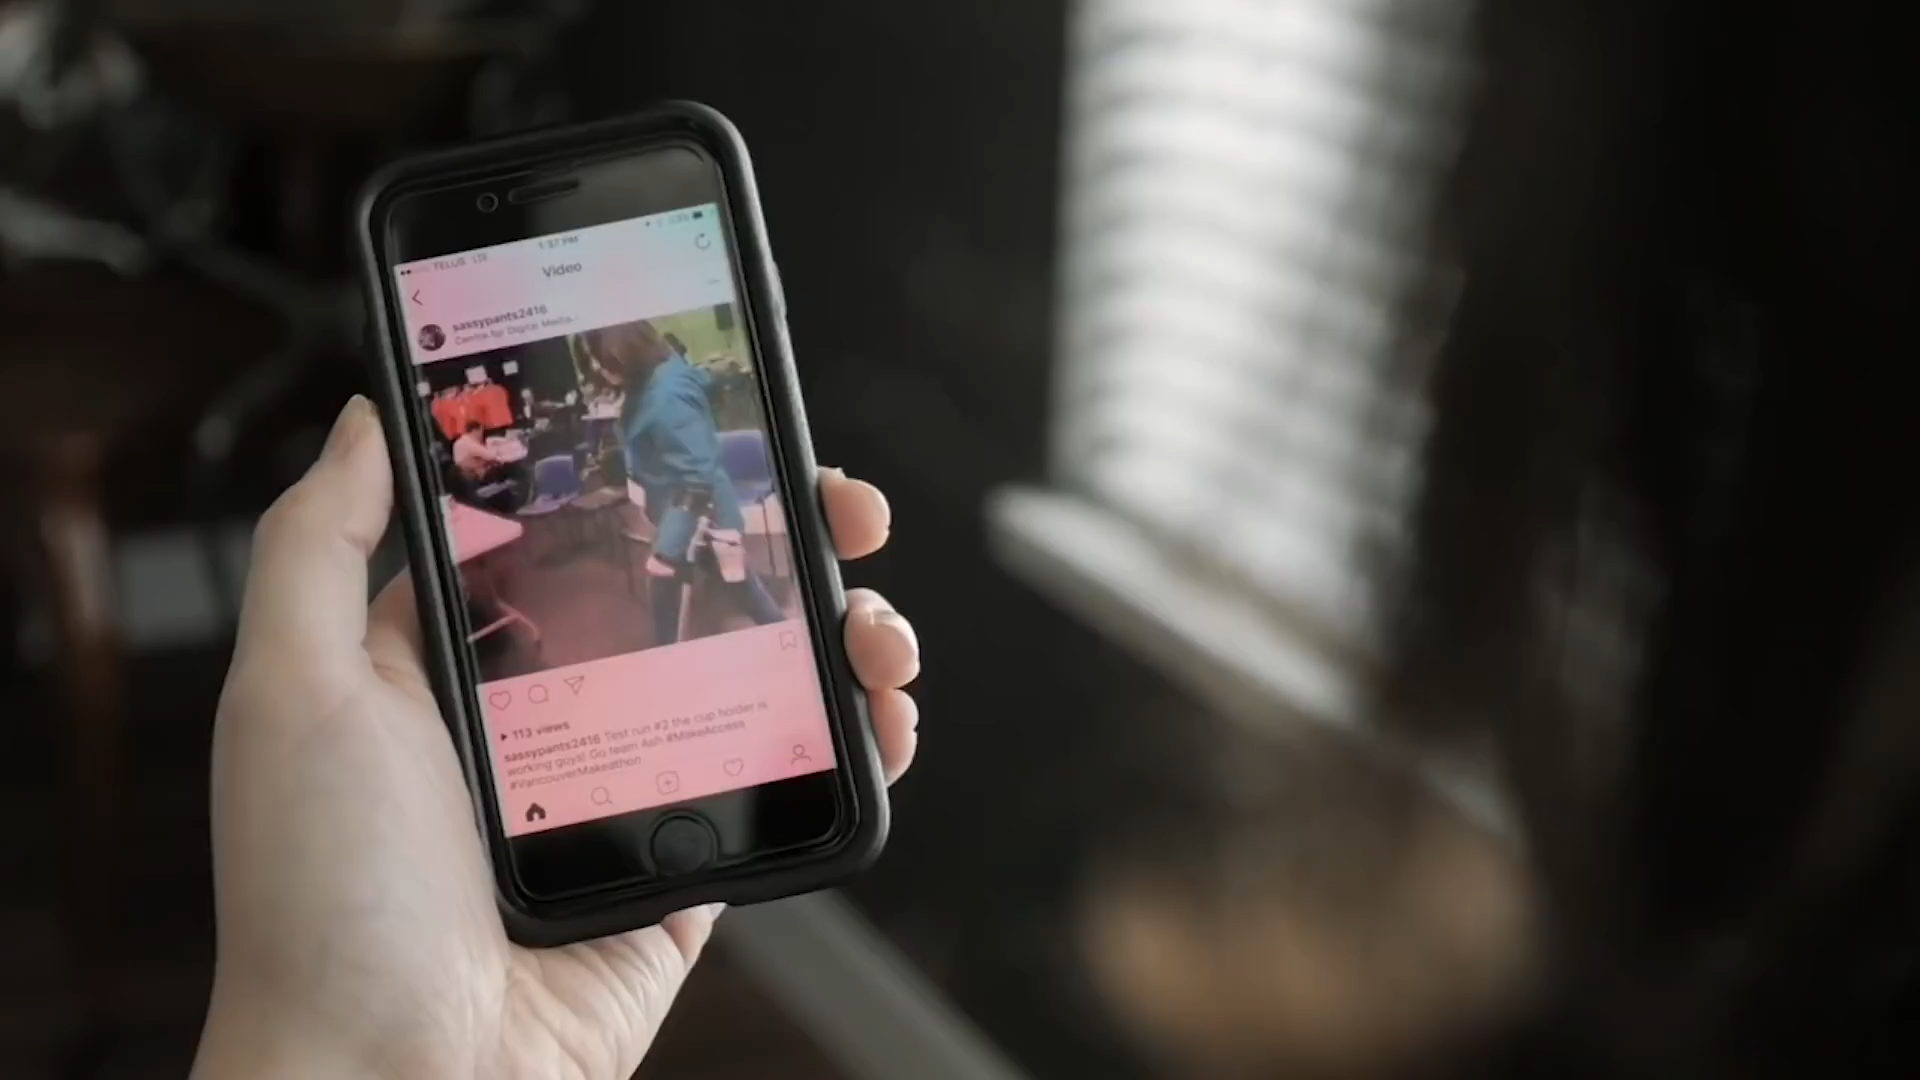 TELUS LTE 1:37 PM
Video
sassypants2416
Centre for Digital Media
113 views
sassypants2416 Test run #2 the cup holder is
working guys! Go team Ash #MakeAccess
#VancouverMakeathon